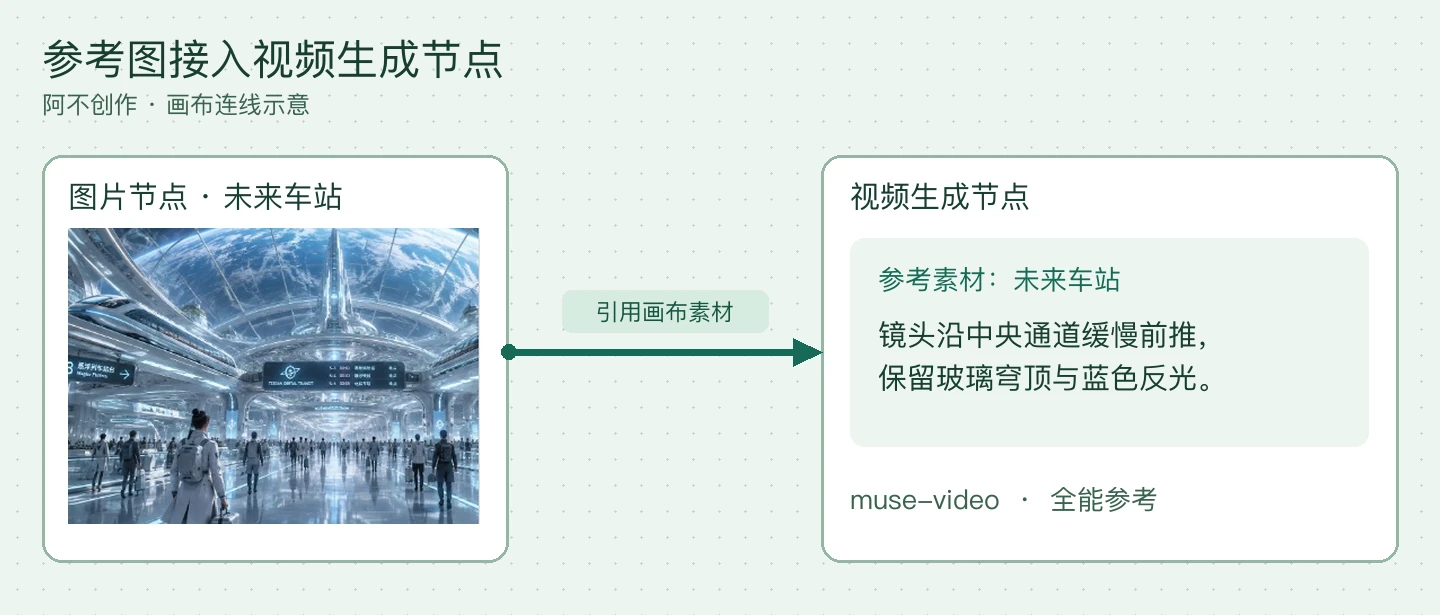 参考图接入视频生成节点
阿不创作 · 画布连线示意
图片节点 · 未来车站
引用画布素材
视频生成节点
参考素材：未来车站
镜头沿中央通道缓慢前推，
保留玻璃穹顶与蓝色反光。
muse-video · 全能参考